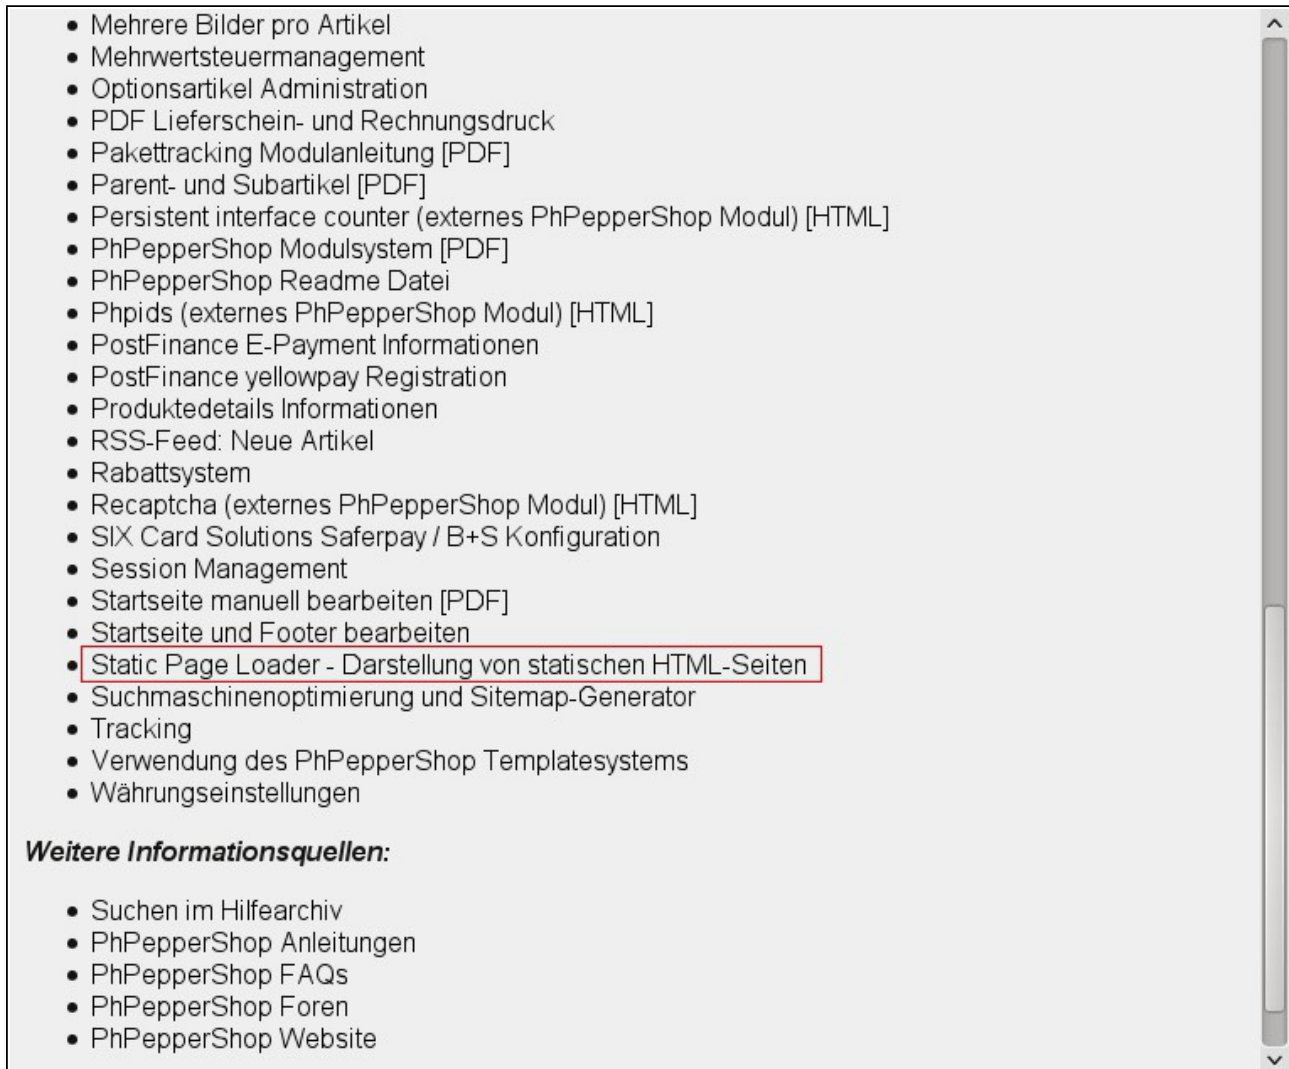 • Mehrere Bilder pro Artikel
• Mehrwertsteuermanagement
• Optionsartikel Administration
• PDF Lieferschein- und Rechnungsdruck
• Pakettracking Modulanleitung [PDF]
• Parent- und Subartikel [PDF]
• Persistent interface counter (externes PhPepperShop Modul) [HTML]
• PhPepperShop Modulsystem [PDF]
• PhPepperShop Readme Datei
• Phpids (externes PhPepperShop Modul) [HTML]
• PostFinance E-Payment Informationen
• PostFinance yellowpay Registration
• Produktedetails Informationen
• RSS-Feed: Neue Artikel
• Rabattsystem
• Recaptcha (externes PhPepperShop Modul) [HTML]
• SIX Card Solutions Saferpay / B+S Konfiguration
• Session Management
• Startseite manuell bearbeiten [PDF]
• Startseite und Footer bearbeiten
• Static Page Loader - Darstellung von statischen HTML-Seiten
• Suchmaschinenoptimierung und Sitemap-Generator
• Tracking
• Verwendung des PhPepperShop Templatesystems
• Währungseinstellungen
Weitere Informationsquellen:
• Suchen im Hilfearchiv
• PhPepperShop Anleitungen
• PhPepperShop FAQs
• PhPepperShop Foren
• PhPepperShop Website